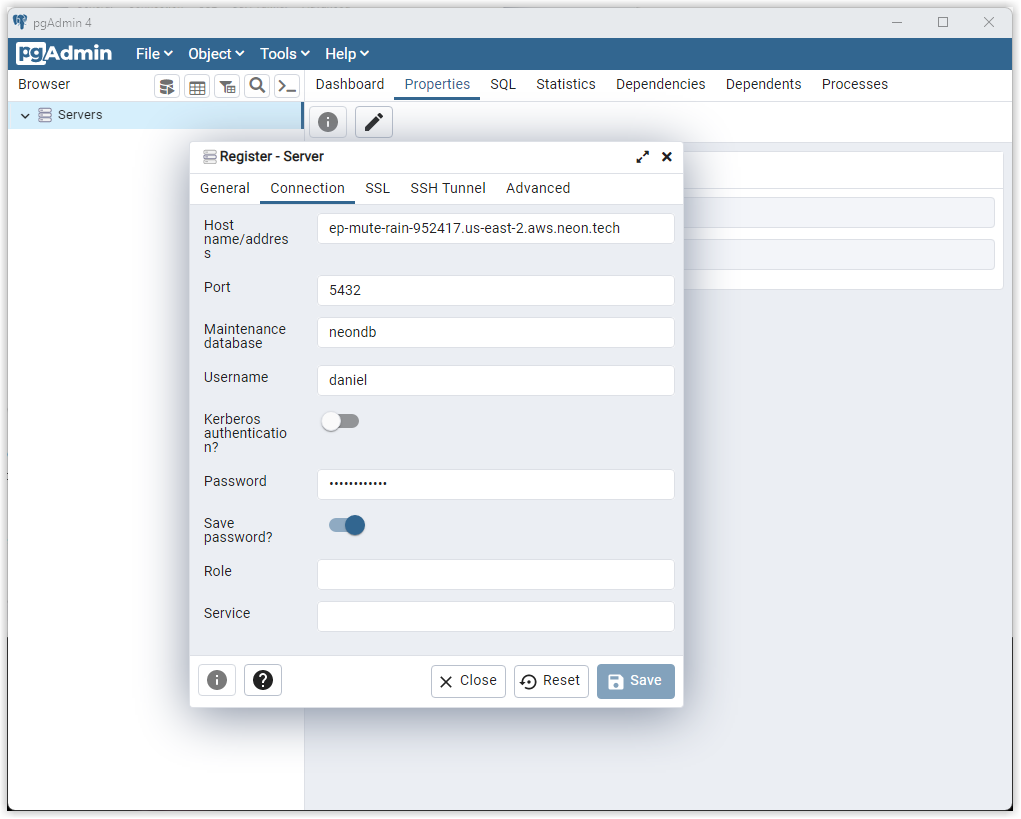 pgAdmin 4
pgAdmin File Object Tools Help
Browser
Dashboard Properties SQL Statistics Dependencies Dependents Processes
Servers
Register - Server
General Connection SSL SSH Tunnel Advanced
Host
name/addres
s
ep-mute-rain-952417.us-east-2.aws.neon.tech
Port
5432
Maintenance
database
neondb
Username
daniel
Kerberos
authenticatio
n?
Password
••••••••••••
Save
password?
Role
Service
Close Reset Save